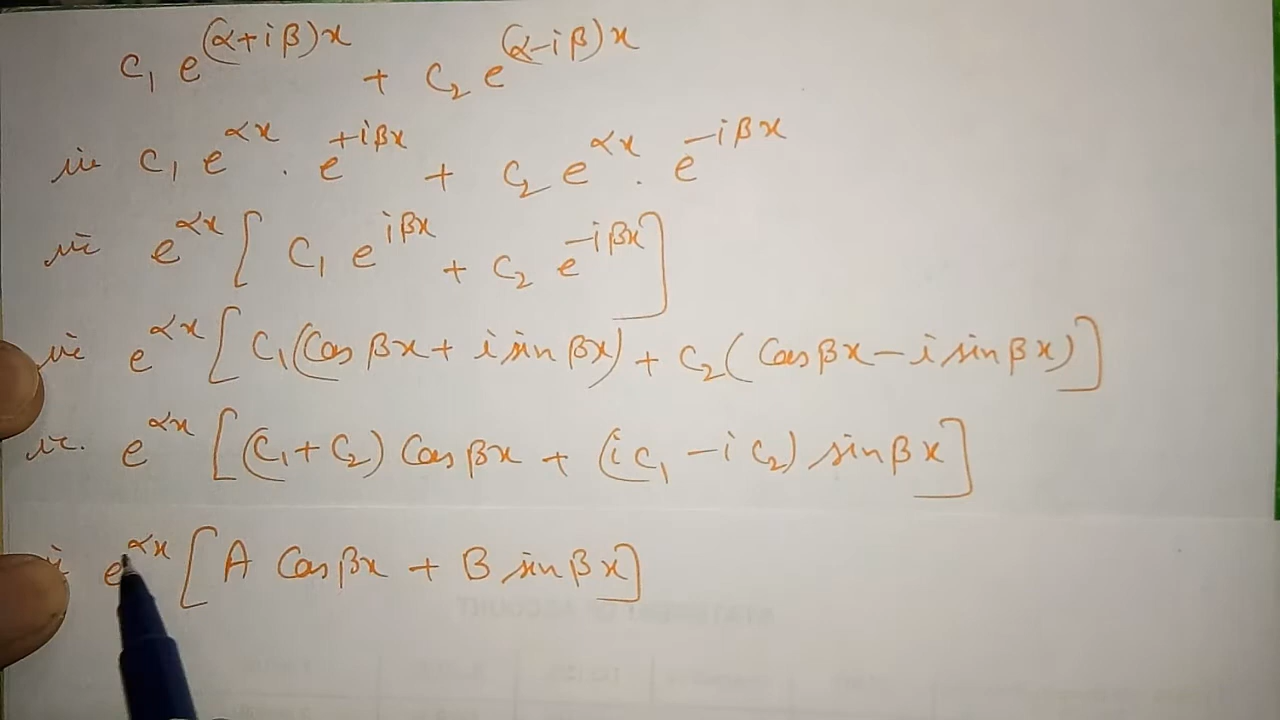 c₁ e^(α+iβ)x + c₂ e^(α-iβ)x
ie c₁ e^αx . e^+iβx + c₂ e^αx . e^-iβx
ie e^αx [ c₁ e^iβx + c₂ e^-iβx ]
ie e^αx [ c₁ (cos βx + i sin βx) + c₂ ( cos βx - i sin βx) ]
ie. e^αx [ (c₁ + c₂) cos βx + (i c₁ - i c₂) sin βx ]
e^αx [ A cos βx + B sin βx ]